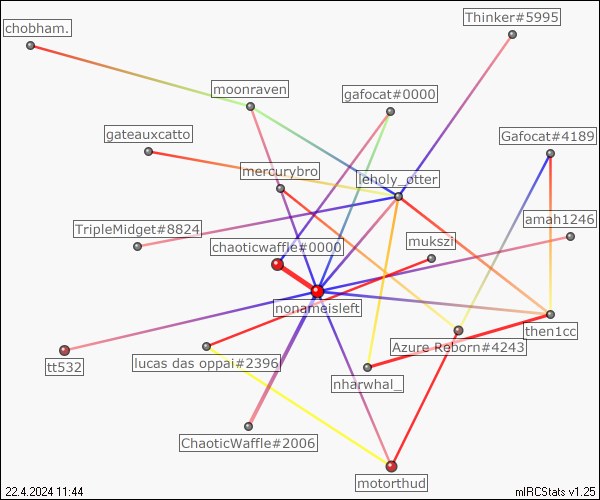 Thinker#5995
chobham.
moonraven
gafocat#0000
gateauxcatto
Gafocat#4189
mercurybro
leholy_otter
TripleMidget#8824
amah1246
chaoticwaffle#0000
mukszi
nonameisleft
then1cc
Azure Reborn#4243
tt532
lucas das oppai#2396
nharwhal_
ChaoticWaffle#2006
motorthud
22.4.2024 11:44
mIRCStats v1.25